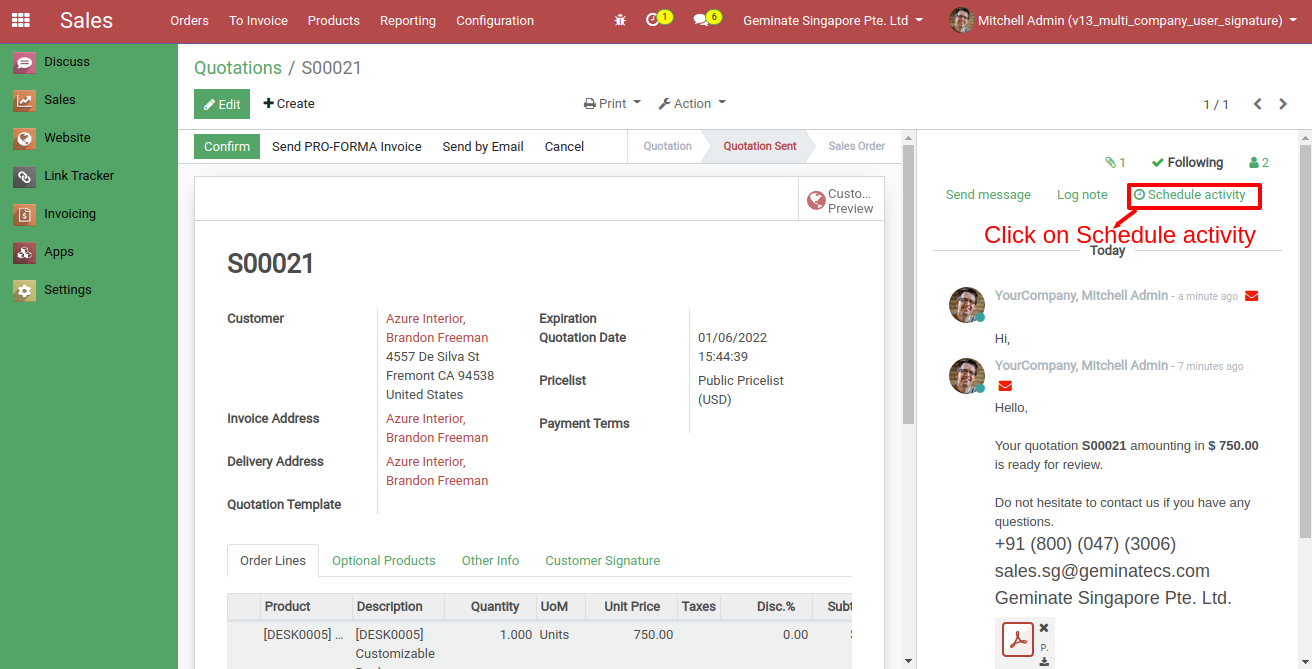 Sales Orders To Invoice Products Reporting Configuration 1 6 Geminate Singapore Pte. Ltd Mitchell Admin (v13_multi_company_user_signature)
Discuss
Sales
Website
Link Tracker
Invoicing
Apps
Settings
Quotations / S00021
Edit Create Print Action 1 / 1
Confirm Send PRO-FORMA Invoice Send by Email Cancel Quotation Quotation Sent Sales Order
Custo...
Preview
S00021
Customer
Azure Interior,
Brandon Freeman
4557 De Silva St
Fremont CA 94538
United States
Invoice Address
Azure Interior,
Brandon Freeman
Delivery Address
Azure Interior,
Brandon Freeman
Quotation Template
Expiration
Quotation Date
01/06/2022
15:44:39
Pricelist
Public Pricelist
(USD)
Payment Terms
Order Lines Optional Products Other Info Customer Signature
Product Description Quantity UoM Unit Price Taxes Disc.%
[DESK0005] ... [DESK0005] 1.000 Units 750.00 0.00
Customizable
1 Following 2
Send message Log note Schedule activity
Click on Schedule activity
Today
YourCompany, Mitchell Admin - a minute ago
Hi,
YourCompany, Mitchell Admin - 7 minutes ago
Hello,
Your quotation S00021 amounting in $ 750.00
is ready for review.
Do not hesitate to contact us if you have any
questions.
+91 (800) (047) (3006)
sales.sg@geminatecs.com
Geminate Singapore Pte. Ltd.
P.